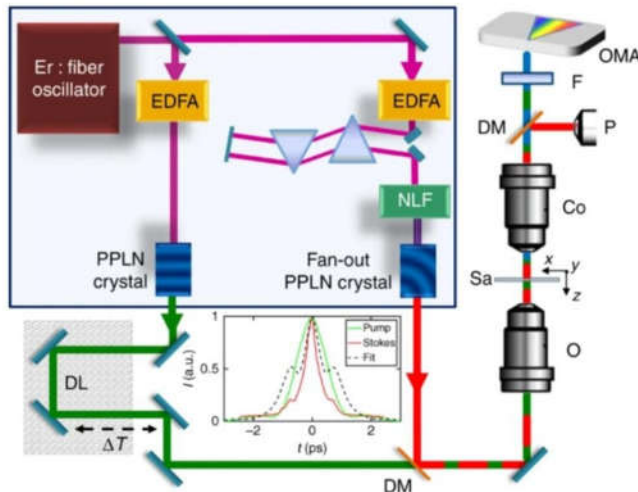 Er : fiber
oscillator
EDFA
EDFA
NLF
PPLN
crystal
Fan-out
PPLN crystal
OMA
F
DM
P
Co
Sa
x
y
z
O
DL
ΔT
I (a.u.)
1
0.5
0
−2
0
2
t (ps)
Pump
Stokes
Fit
DM